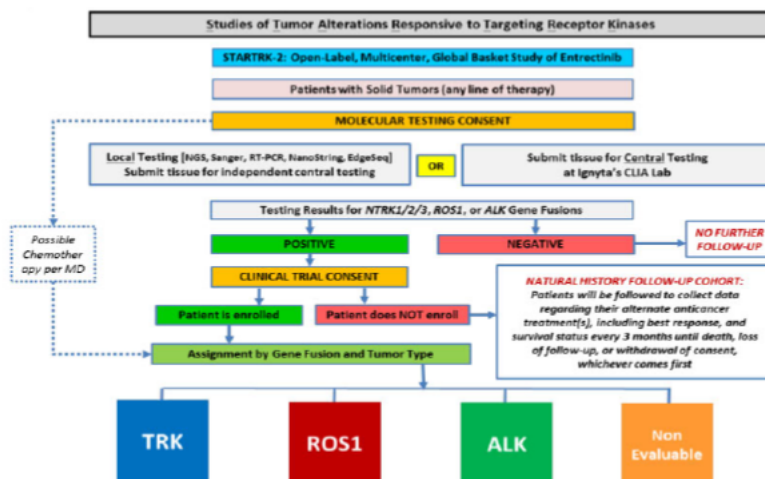 Studies of Tumor Alterations Responsive to Targeting Receptor Kinases
STARTRK-2: Open-Label, Multicenter, Global Basket Study of Entrectinib
Patients with Solid Tumors (any line of therapy)
MOLECULAR TESTING CONSENT
Local Testing [NGS, Sanger, RT-PCR, NanoString, EdgeSeq]
Submit tissue for independent central testing
OR
Submit tissue for Central Testing
at Ignyta's CLIA Lab
Testing Results for NTRK1/2/3, ROS1, or ALK Gene Fusions
POSITIVE
NEGATIVE
NO FURTHER
FOLLOW-UP
Possible
Chemother
apy per MD
CLINICAL TRIAL CONSENT
Patient is enrolled
Patient does NOT enroll
NATURAL HISTORY FOLLOW-UP COHORT:
Patients will be followed to collect data
regarding their alternate anticancer
treatment(s), including best response, and
survival status every 3 months until death, loss
of follow-up, or withdrawal of consent,
whichever comes first
Assignment by Gene Fusion and Tumor Type
TRK
ROS1
ALK
Non
Evaluable